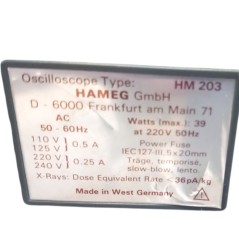 Oscilloscope Type: HM 203
HAMEG GmbH
D - 6000 Frankfurt am Main 71
AC
50 - 60Hz
110 V
125 V
0.5 A
220 V
240 V
0.25 A
Watts (max.): 39
at 220V 50Hz
Power Fuse
IEC127-III, 5x20mm
Träge, temporisé,
slow-blow, lento.
X-Rays: Dose Equivalent Rate <36pA/kg
Made in West Germany